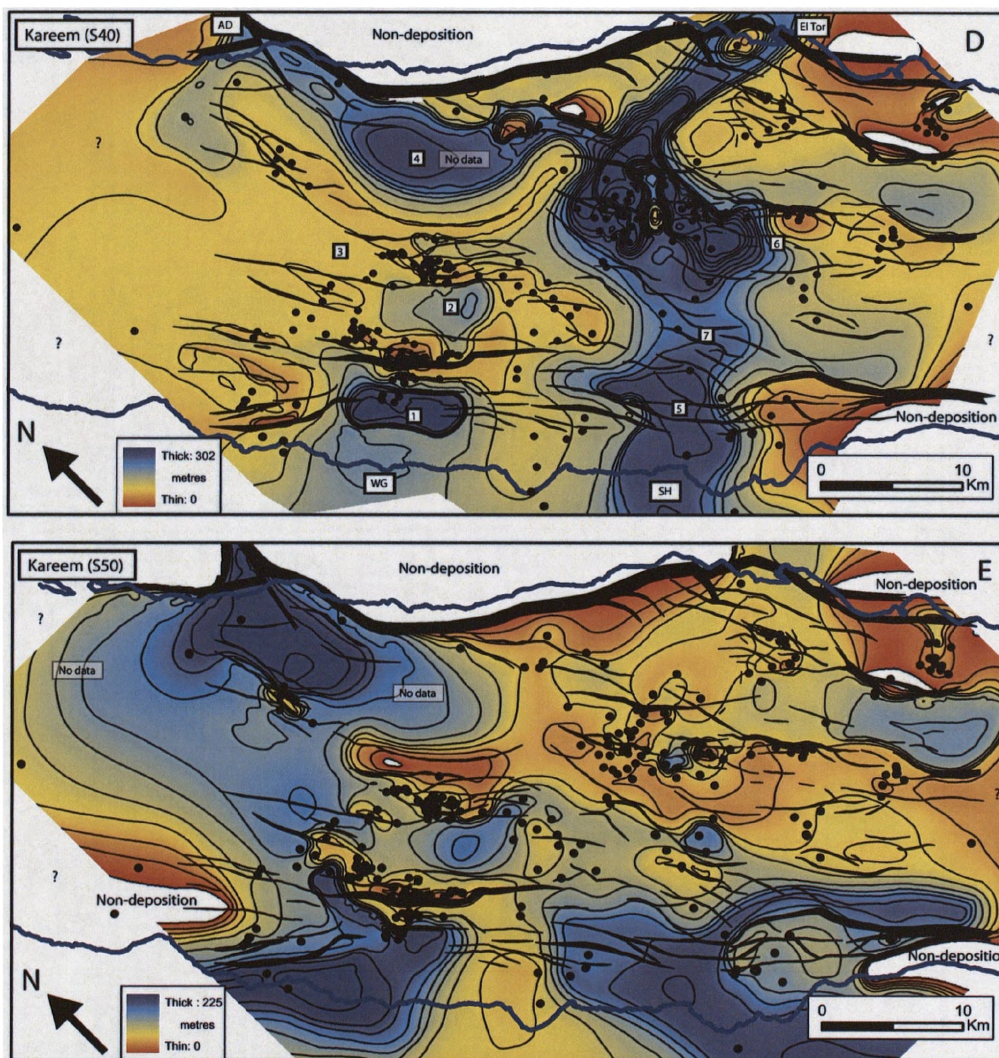 Kareem (S40)
AD
Non-deposition
El Tor
D
?
4
No data
3
6
2
7
?
?
1
5
Non-deposition
N
Thick: 302
metres
Thin: 0
WG
SH
0 10
Km
Kareem (S50)
Non-deposition
E
Non-deposition
?
No data
No data
?
?
Non-deposition
Non-deposition
N
Thick : 225
metres
Thin: 0
0 10
Km